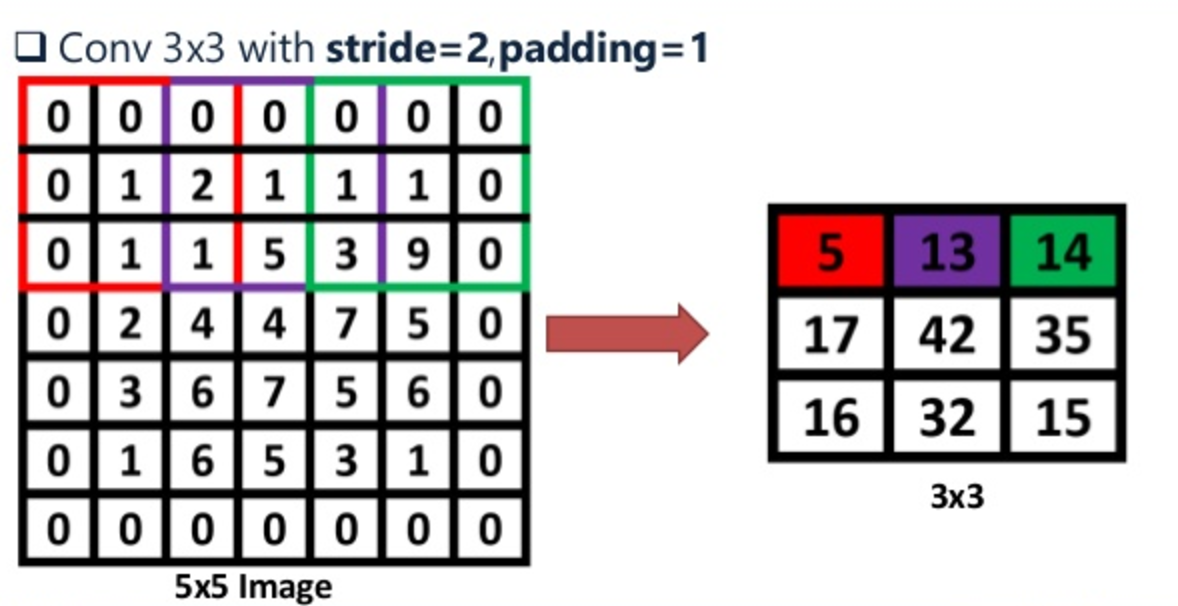 Conv 3x3 with stride=2,padding=1
0 0 0 0 0 0 0
0 1 2 1 1 1 0
0 1 1 5 3 9 0
0 2 4 4 7 5 0
0 3 6 7 5 6 0
0 1 6 5 3 1 0
0 0 0 0 0 0 0
5x5 Image
5 13 14
17 42 35
16 32 15
3x3